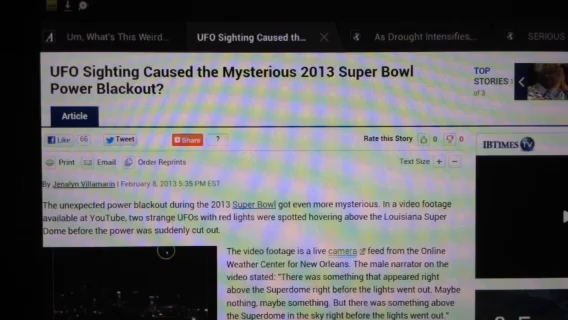 Um, What's This Weird...
UFO Sighting Caused th...
As Drought Intensifies...
SERIOUS
UFO Sighting Caused the Mysterious 2013 Super Bowl
Power Blackout?
TOP
STORIES
of 3
Article
Like 66
Tweet
Share
?
Rate this Story
0
0
IBTIMES TV
Print
Email
Order Reprints
Text Size + −
By Jenalyn Villamarin | February 8, 2013 5:35 PM EST
The unexpected power blackout during the 2013 Super Bowl got even more mysterious. In a video footage
available at YouTube, two strange UFOs with red lights were spotted hovering above the Louisiana Super
Dome before the power was suddenly cut out.
The video footage is a live camera feed from the Online
Weather Center for New Orleans. The male narrator on the
video stated: "There was something that appeared right
above the Superdome right before the lights went out. Maybe
nothing, maybe something. But there was something above
the Superdome in the sky right before the lights went out."